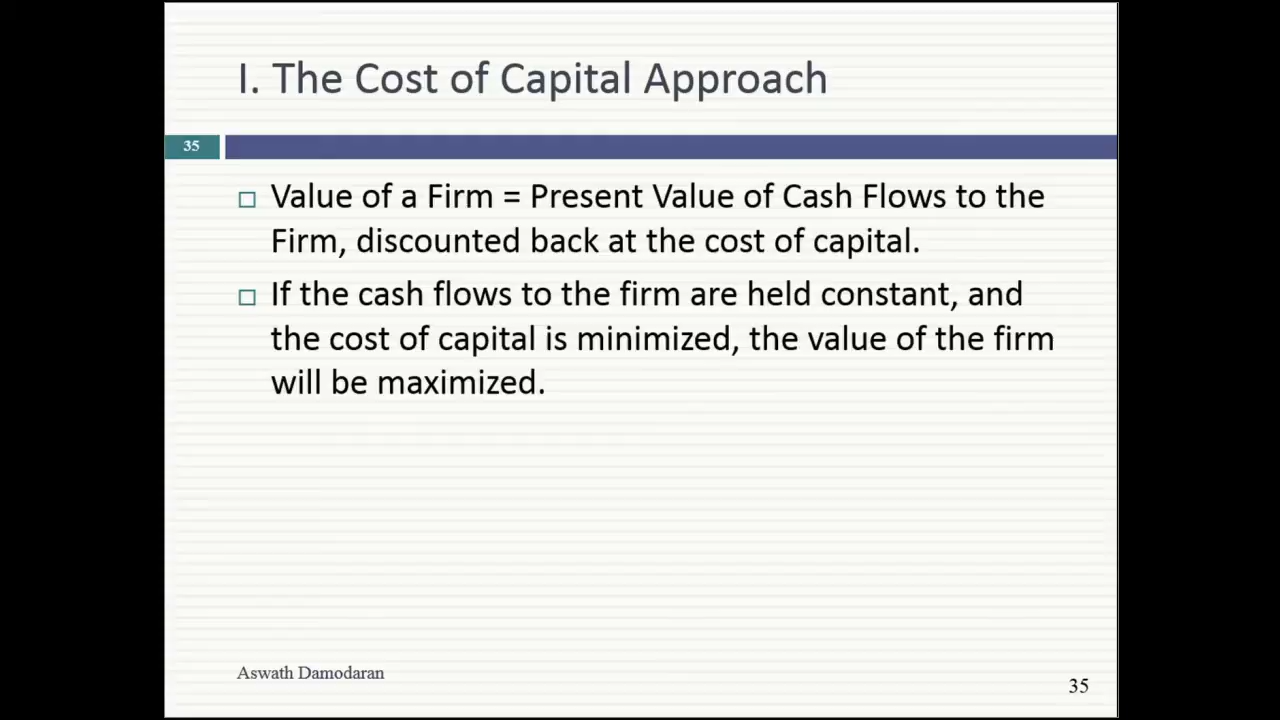 I. The Cost of Capital Approach
35
Value of a Firm = Present Value of Cash Flows to the
Firm, discounted back at the cost of capital.
If the cash flows to the firm are held constant, and
the cost of capital is minimized, the value of the firm
will be maximized.
Aswath Damodaran
35